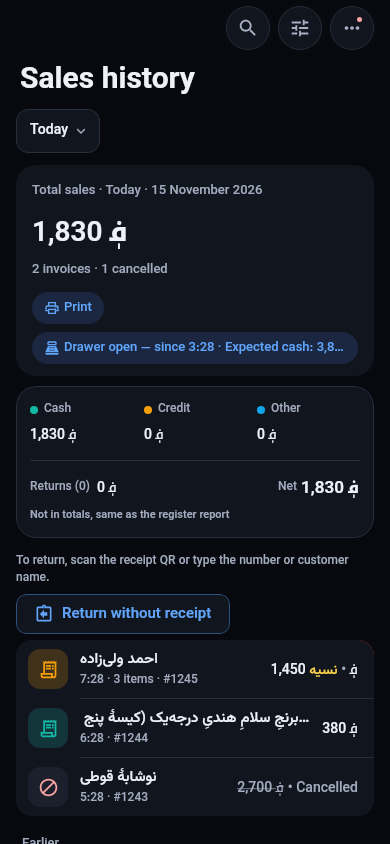 Sales history
Today
Total sales · Today · 15 November 2026
1,830 ؋
2 invoices · 1 cancelled
Print
Drawer open — since 3:28 · Expected cash: 3,8…
Cash
Credit
Other
1,830 ؋
0 ؋
0 ؋
Returns (0) 0 ؋
Net 1,830 ؋
Not in totals, same as the register report
To return, scan the receipt QR or type the number or customer
name.
Return without receipt
احمد ولی‌زاده
1,450 ؋ • نسیه
7:28 · 3 items · #1245
برنجِ سلامِ هندیِ درجه‌یک (کیسهٔ پنج…
380 ؋
6:28 · #1244
نوشابهٔ قوطی
2,700 ؋ • Cancelled
5:28 · #1243
Earlier